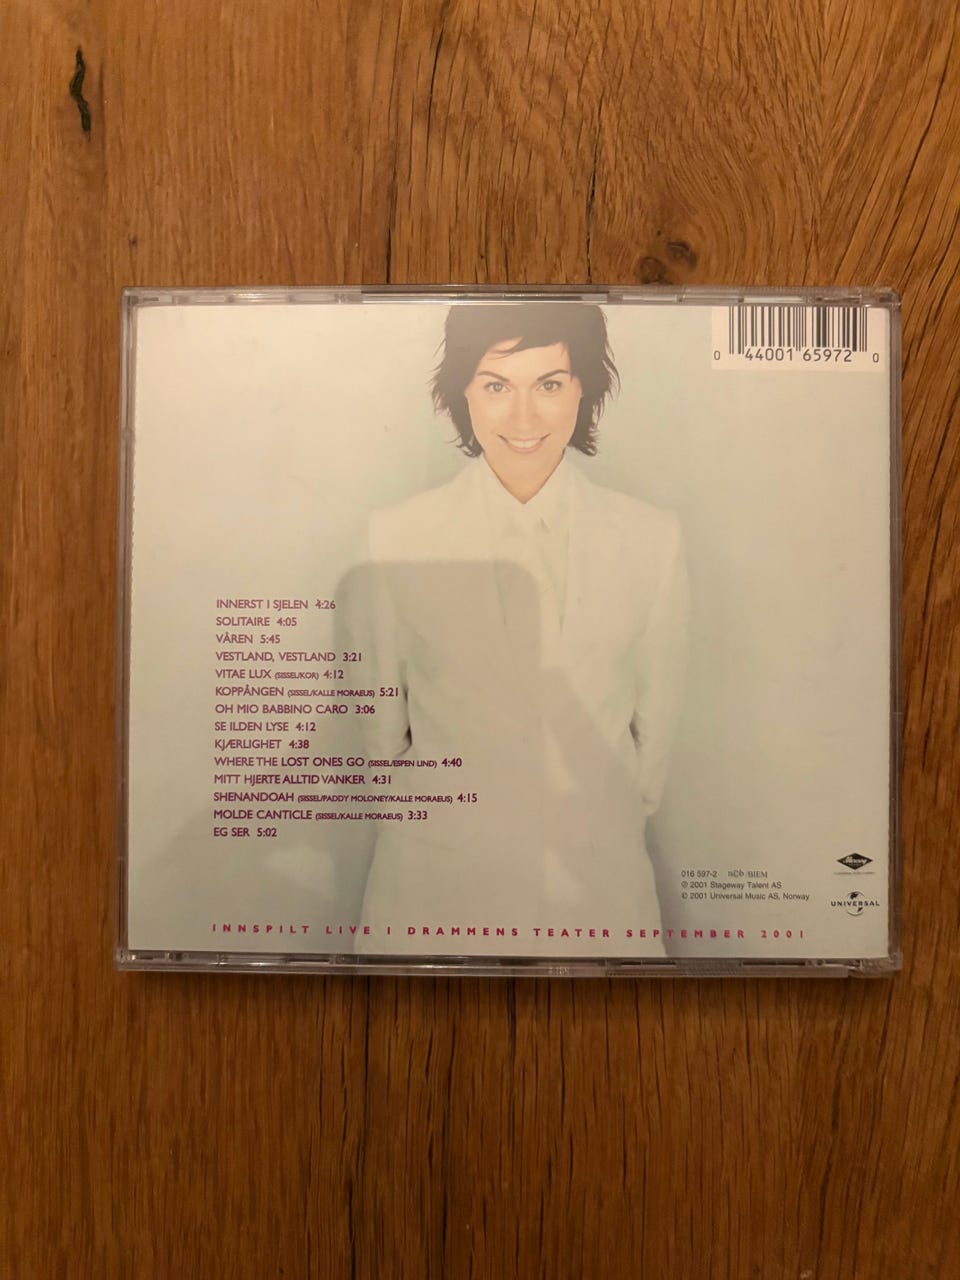 0 44001 65972 0
INNERST I SJELEN 4:26
SOLITAIRE 4:05
VÅREN 5:45
VESTLAND, VESTLAND 3:21
VITAE LUX (SISSEL/KOR) 4:12
KOPPÅNGEN (SISSEL/KALLE MORAEUS) 5:21
OH MIO BABBINO CARO 3:06
SE ILDEN LYSE 4:12
KJÆRLIGHET 4:38
WHERE THE LOST ONES GO (SISSEL/ESPEN LIND) 4:40
MITT HJERTE ALLTID VANKER 4:31
SHENANDOAH (SISSEL/PADDY MOLONEY/KALLE MORAEUS) 4:15
MOLDE CANTICLE (SISSEL/KALLE MORAEUS) 3:33
EG SER 5:02
016 597-2 ncb/BIEM
℗ 2001 Stageway Talent AS
© 2001 Universal Music AS, Norway
Mercury
UNIVERSAL
INNSPILT LIVE I DRAMMENS TEATER SEPTEMBER 2001